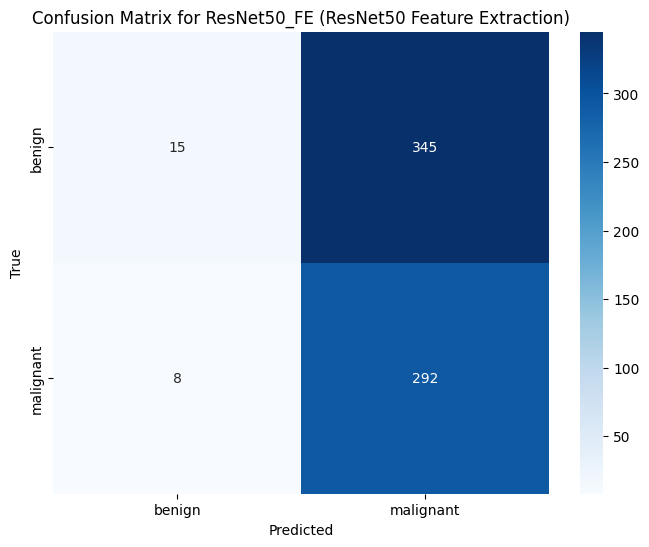 Confusion Matrix for ResNet50_FE (ResNet50 Feature Extraction)
True
benign
malignant
15
345
8
292
benign
malignant
Predicted
300
250
200
150
100
50